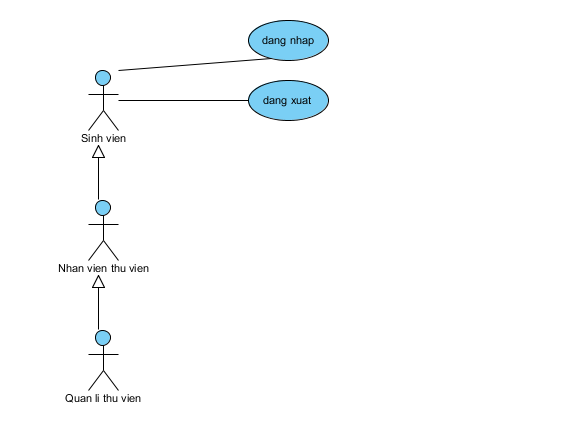 dang nhap
dang xuat
Sinh vien
Nhan vien thu vien
Quan li thu vien